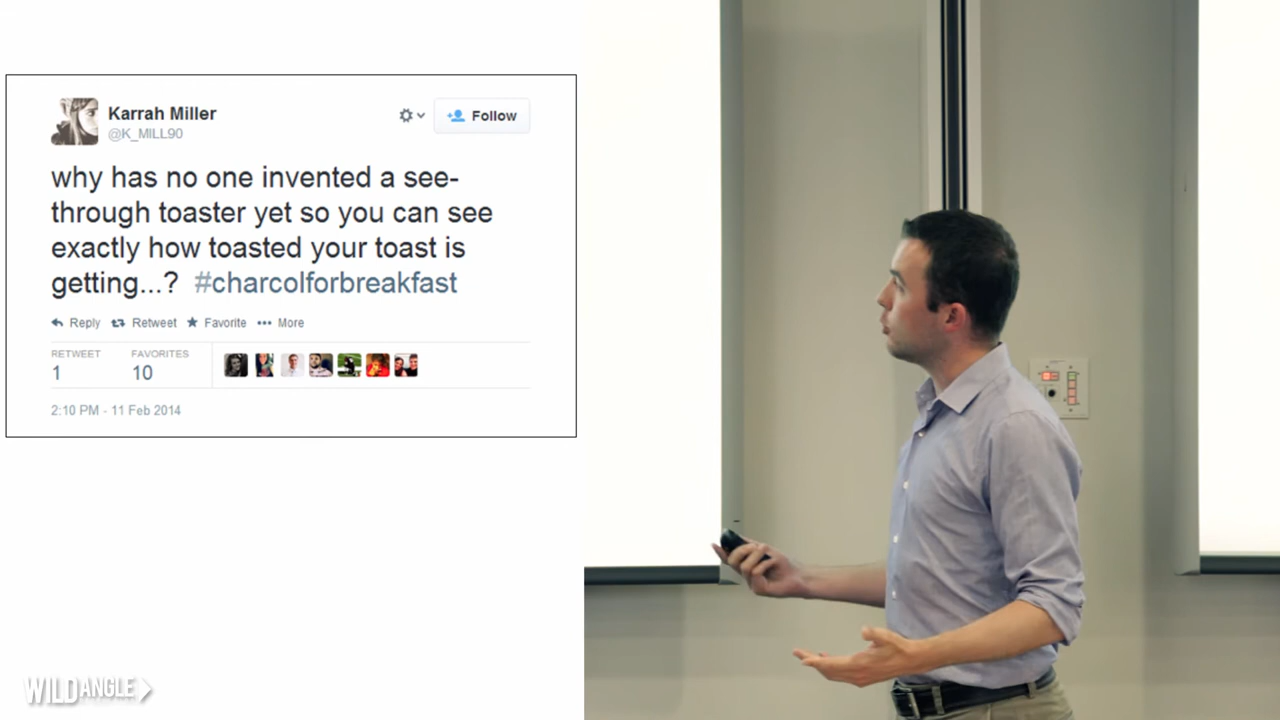 Karrah Miller
@K_MILL90
Follow
why has no one invented a see-
through toaster yet so you can see
exactly how toasted your toast is
getting...? #charcolforbreakfast
Reply Retweet Favorite More
RETWEET FAVORITES
1 10
2:10 PM - 11 Feb 2014
WILD ANGLE